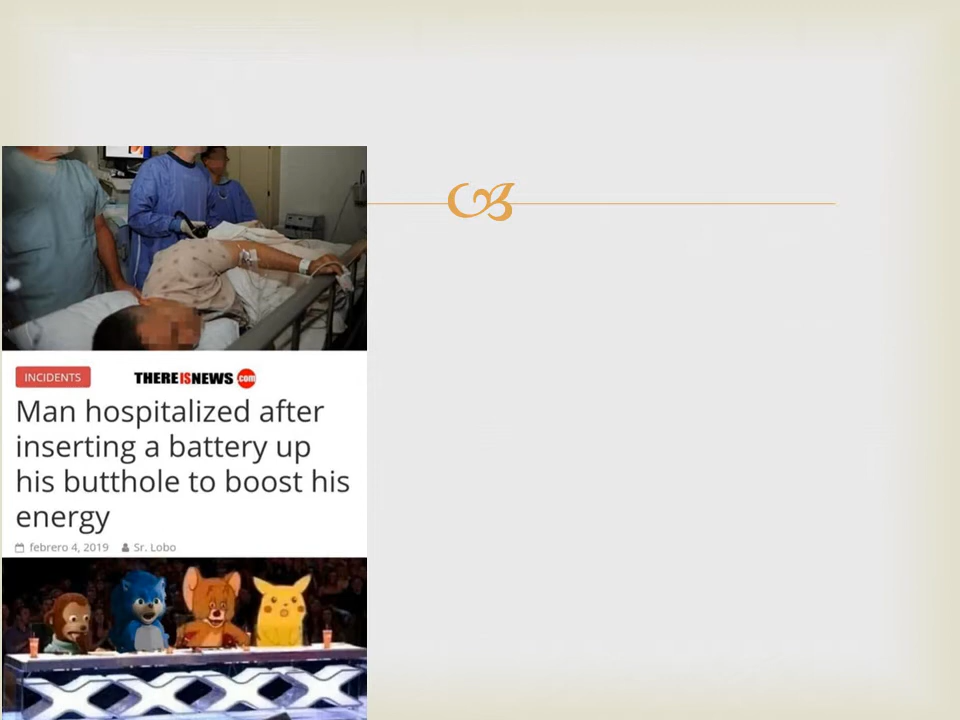 INCIDENTS
THEREISNEWS.com
Man hospitalized after
inserting a battery up
his butthole to boost his
energy
febrero 4, 2019 Sr. Lobo